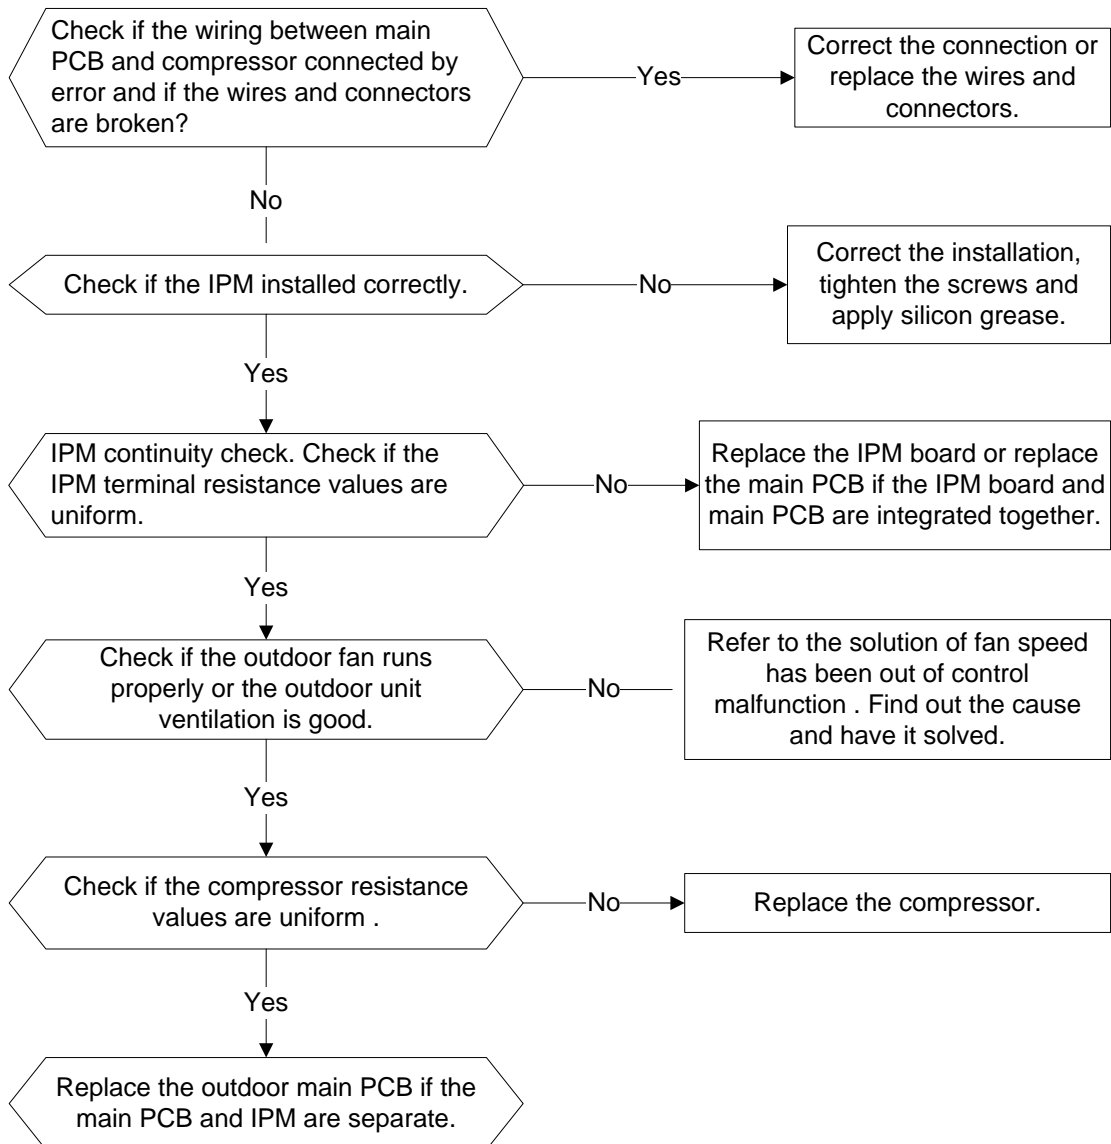 Check if the wiring between main
PCB and compressor connected by
error and if the wires and connectors
are broken?
Yes
Correct the connection or
replace the wires and
connectors.
No
Check if the IPM installed correctly.
No
Correct the installation,
tighten the screws and
apply silicon grease.
Yes
IPM continuity check. Check if the
IPM terminal resistance values are
uniform.
No
Replace the IPM board or replace
the main PCB if the IPM board and
main PCB are integrated together.
Yes
Check if the outdoor fan runs
properly or the outdoor unit
ventilation is good.
No
Refer to the solution of fan speed
has been out of control
malfunction . Find out the cause
and have it solved.
Yes
Check if the compressor resistance
values are uniform .
No
Replace the compressor.
Yes
Replace the outdoor main PCB if the
main PCB and IPM are separate.